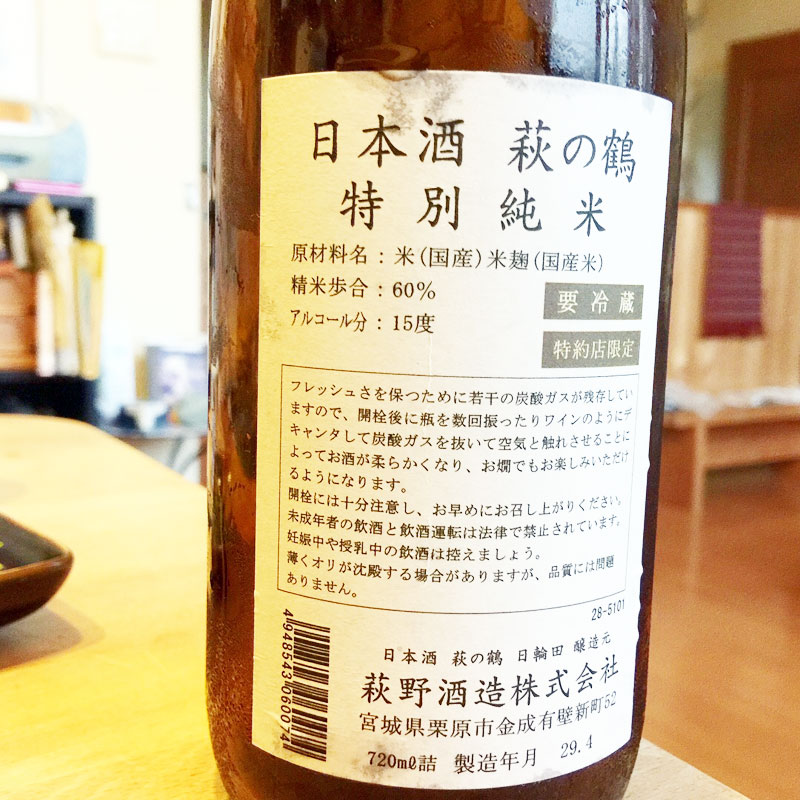 日本酒 萩の鶴
特別純米
原材料名：米(国産)米麹(国産米)
精米歩合：60%
アルコール分：15度
要冷蔵
特約店限定
フレッシュさを保つために若干の炭酸ガスが残存してい
ますので、開栓後に瓶を数回振ったりワインのようにデ
キャンタして炭酸ガスを抜いて空気と触れさせることに
よってお酒が柔らかくなり、お燗でもお楽しみいただけ
るようになります。
開栓には十分注意し、お早めにお召し上がりください。
未成年者の飲酒と飲酒運転は法律で禁止されています。
妊娠中や授乳中の飲酒は控えましょう。
薄くオリが沈殿する場合がありますが、品質には問題
ありません。
28-5101
4948543060074
日本酒 萩の鶴 日輪田 醸造元
萩野酒造株式会社
宮城県栗原市金成有壁新町52
720mℓ詰 製造年月 29.4